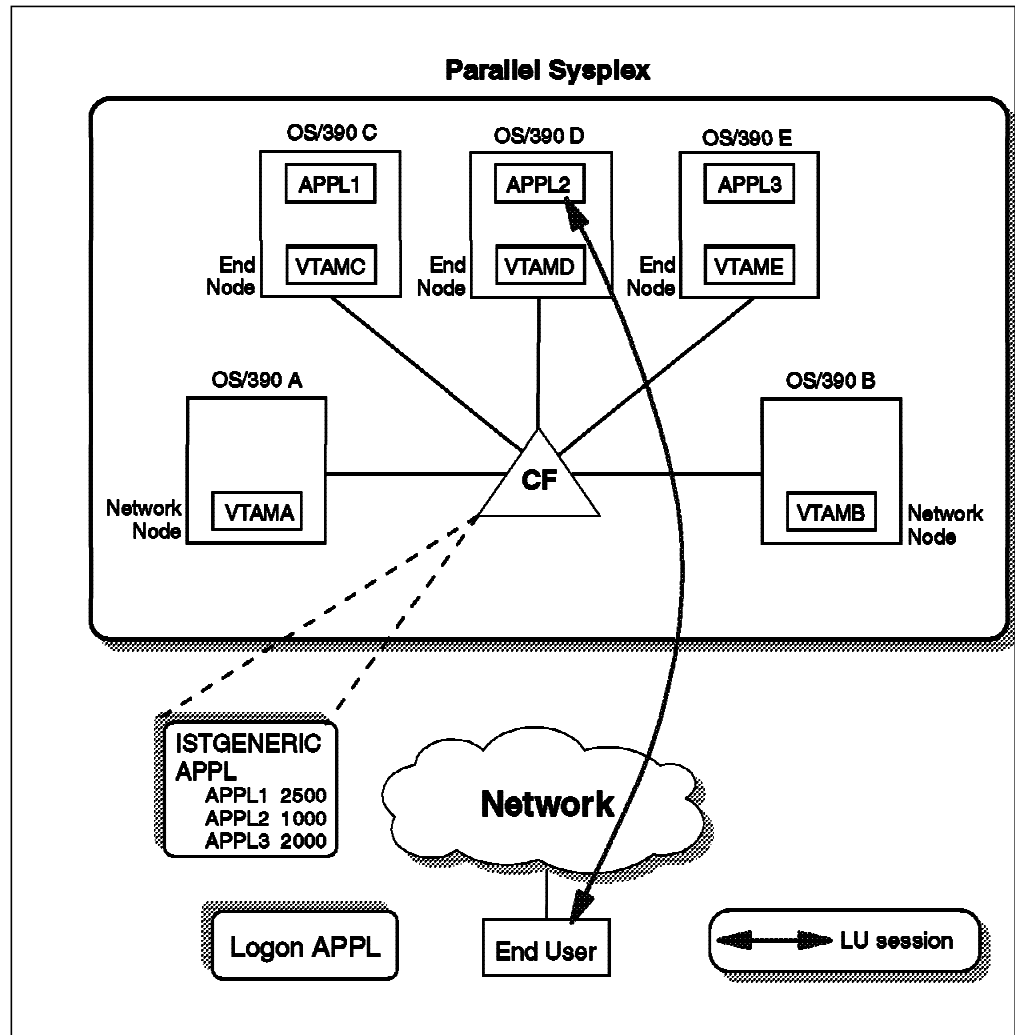 Parallel Sysplex
OS/390 C
OS/390 D
OS/390 E
APPL1
APPL2
APPL3
End
Node
VTAMC
End
Node
VTAMD
End
Node
VTAME
OS/390 A
OS/390 B
CF
Network
Node
VTAMA
VTAMB
Network
Node
ISTGENERIC
APPL
APPL1 2500
APPL2 1000
APPL3 2000
Network
Logon APPL
End User
LU session